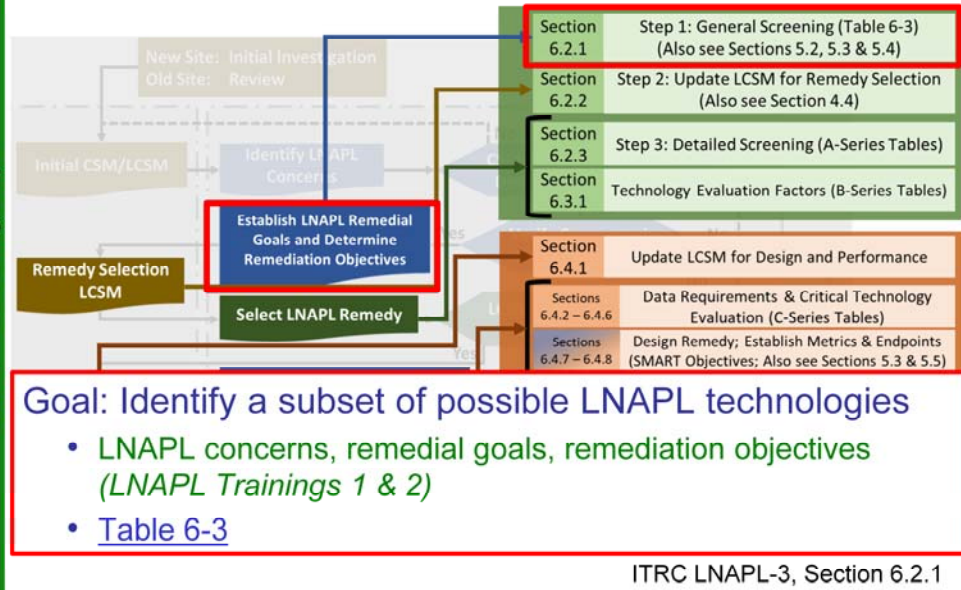 New Site: Initial Investigation
Old Site: Review
Initial CSM/LCSM
Identify LNAPL
Concerns
Establish LNAPL Remedial
Goals and Determine
Remediation Objectives
Yes
Remedy Selection
LCSM
Select LNAPL Remedy
Yes
Section
6.2.1
Step 1: General Screening (Table 6-3)
(Also see Sections 5.2, 5.3 & 5.4)
Section
6.2.2
Step 2: Update LCSM for Remedy Selection
(Also see Section 4.4)
Section
6.2.3
Step 3: Detailed Screening (A-Series Tables)
Section
6.3.1
Technology Evaluation Factors (B-Series Tables)
Section
6.4.1
Update LCSM for Design and Performance
Sections
6.4.2 – 6.4.6
Data Requirements & Critical Technology
Evaluation (C-Series Tables)
Sections
6.4.7 – 6.4.8
Design Remedy; Establish Metrics & Endpoints
(SMART Objectives; Also see Sections 5.3 & 5.5)
Goal: Identify a subset of possible LNAPL technologies
• LNAPL concerns, remedial goals, remediation objectives
(LNAPL Trainings 1 & 2)
• Table 6-3
ITRC LNAPL-3, Section 6.2.1